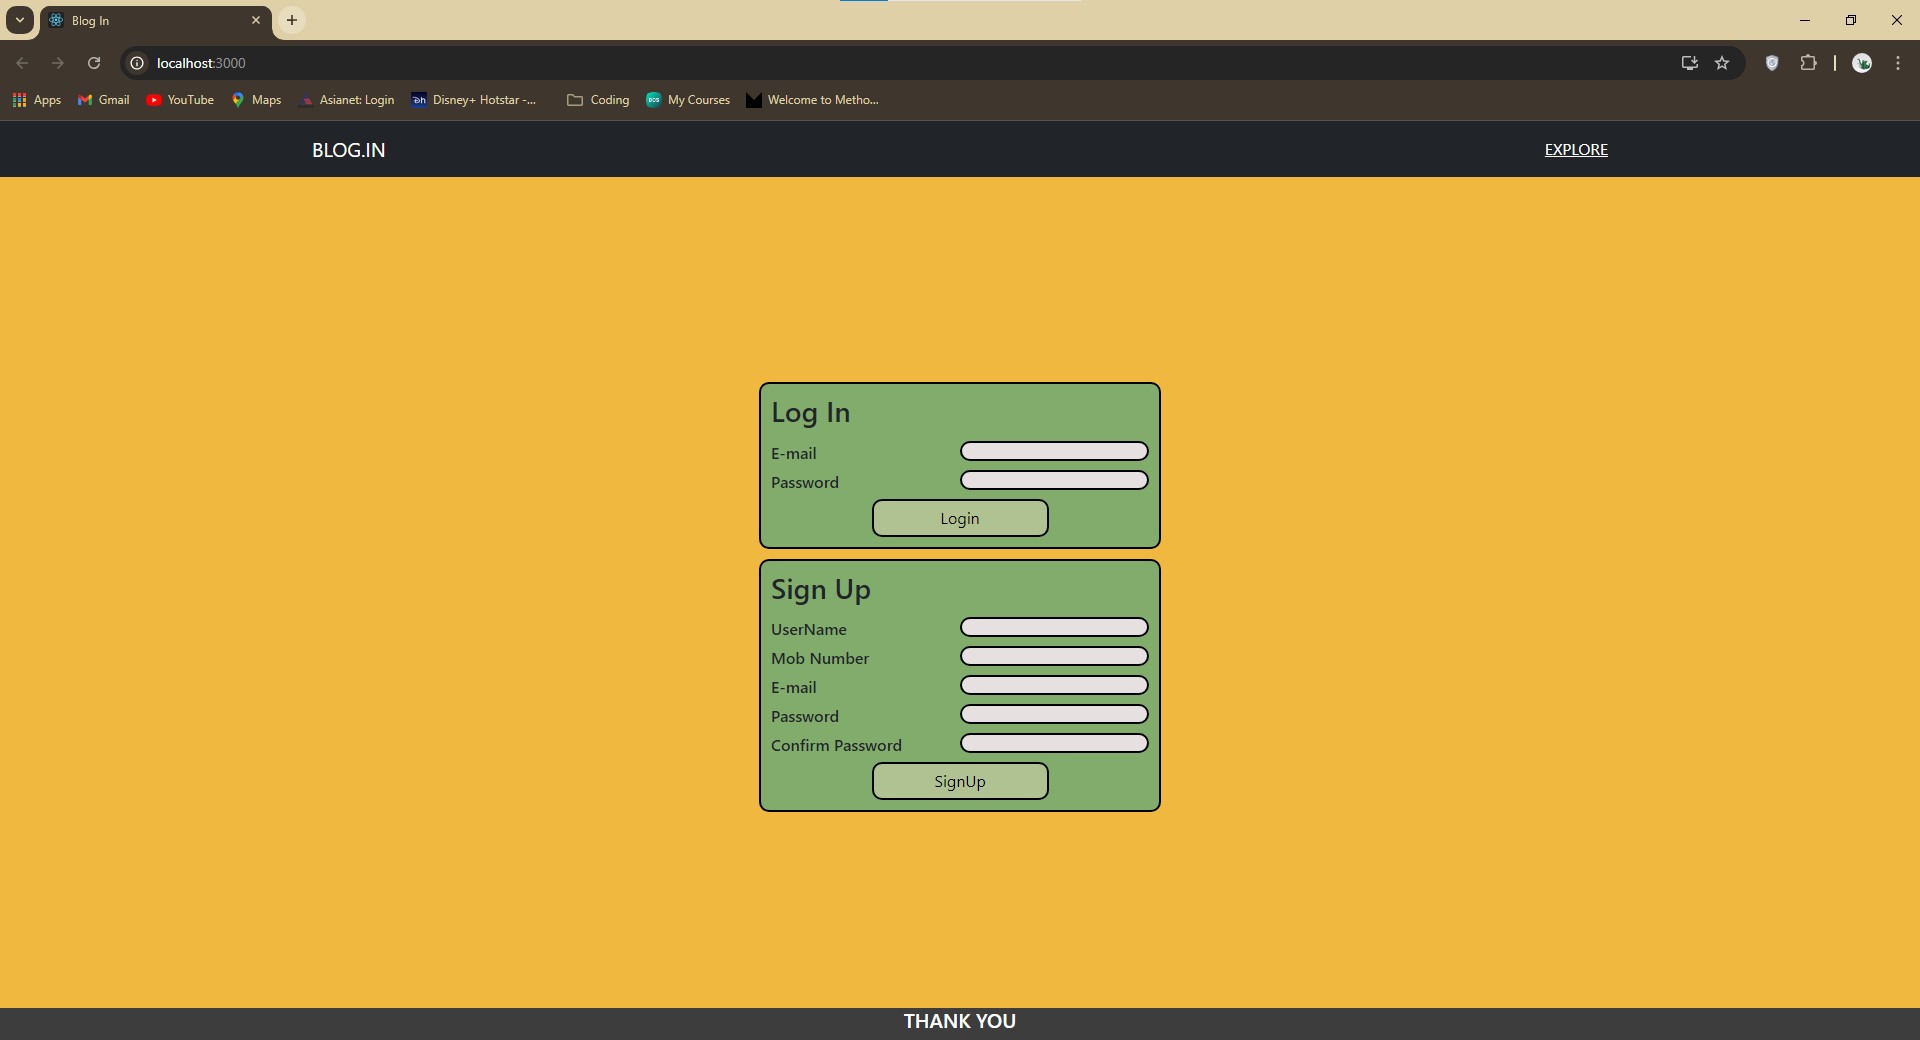 Blog In
localhost:3000
Apps Gmail YouTube Maps Asianet: Login Disney+ Hotstar -... Coding My Courses Welcome to Metho...
BLOG.IN EXPLORE
Log In
E-mail
Password
Login
Sign Up
UserName
Mob Number
E-mail
Password
Confirm Password
SignUp
THANK YOU